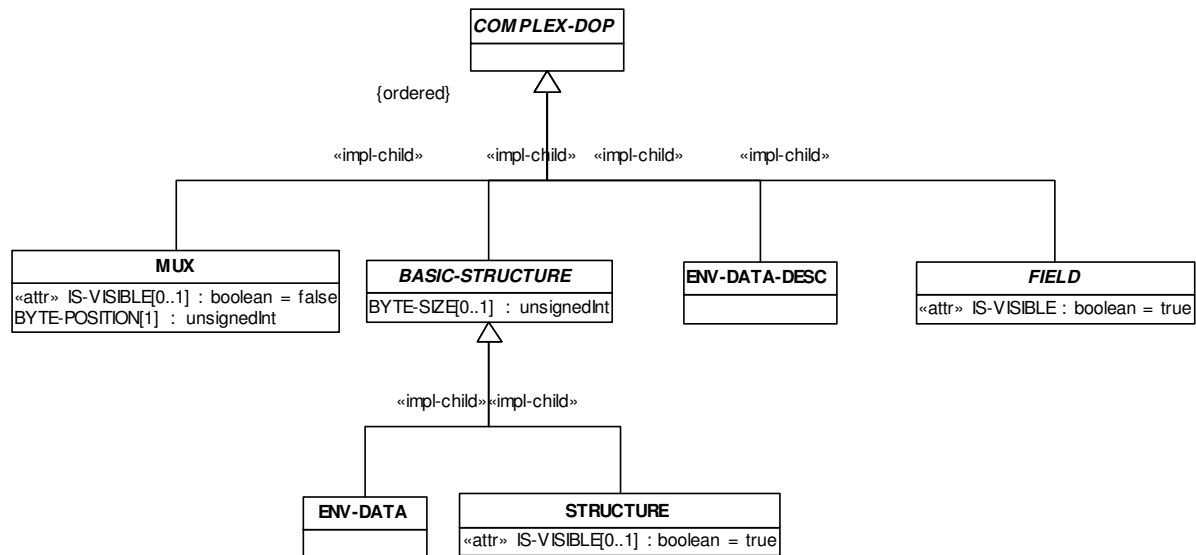 COMPLEX-DOP
{ordered}
«impl-child» «impl-child» «impl-child» «impl-child»
MUX
«attr» IS-VISIBLE[0..1] : boolean = false
BYTE-POSITION[1] : unsignedInt
BASIC-STRUCTURE
BYTE-SIZE[0..1] : unsignedInt
ENV-DATA-DESC
FIELD
«attr» IS-VISIBLE : boolean = true
«impl-child» «impl-child»
ENV-DATA
STRUCTURE
«attr» IS-VISIBLE[0..1] : boolean = true